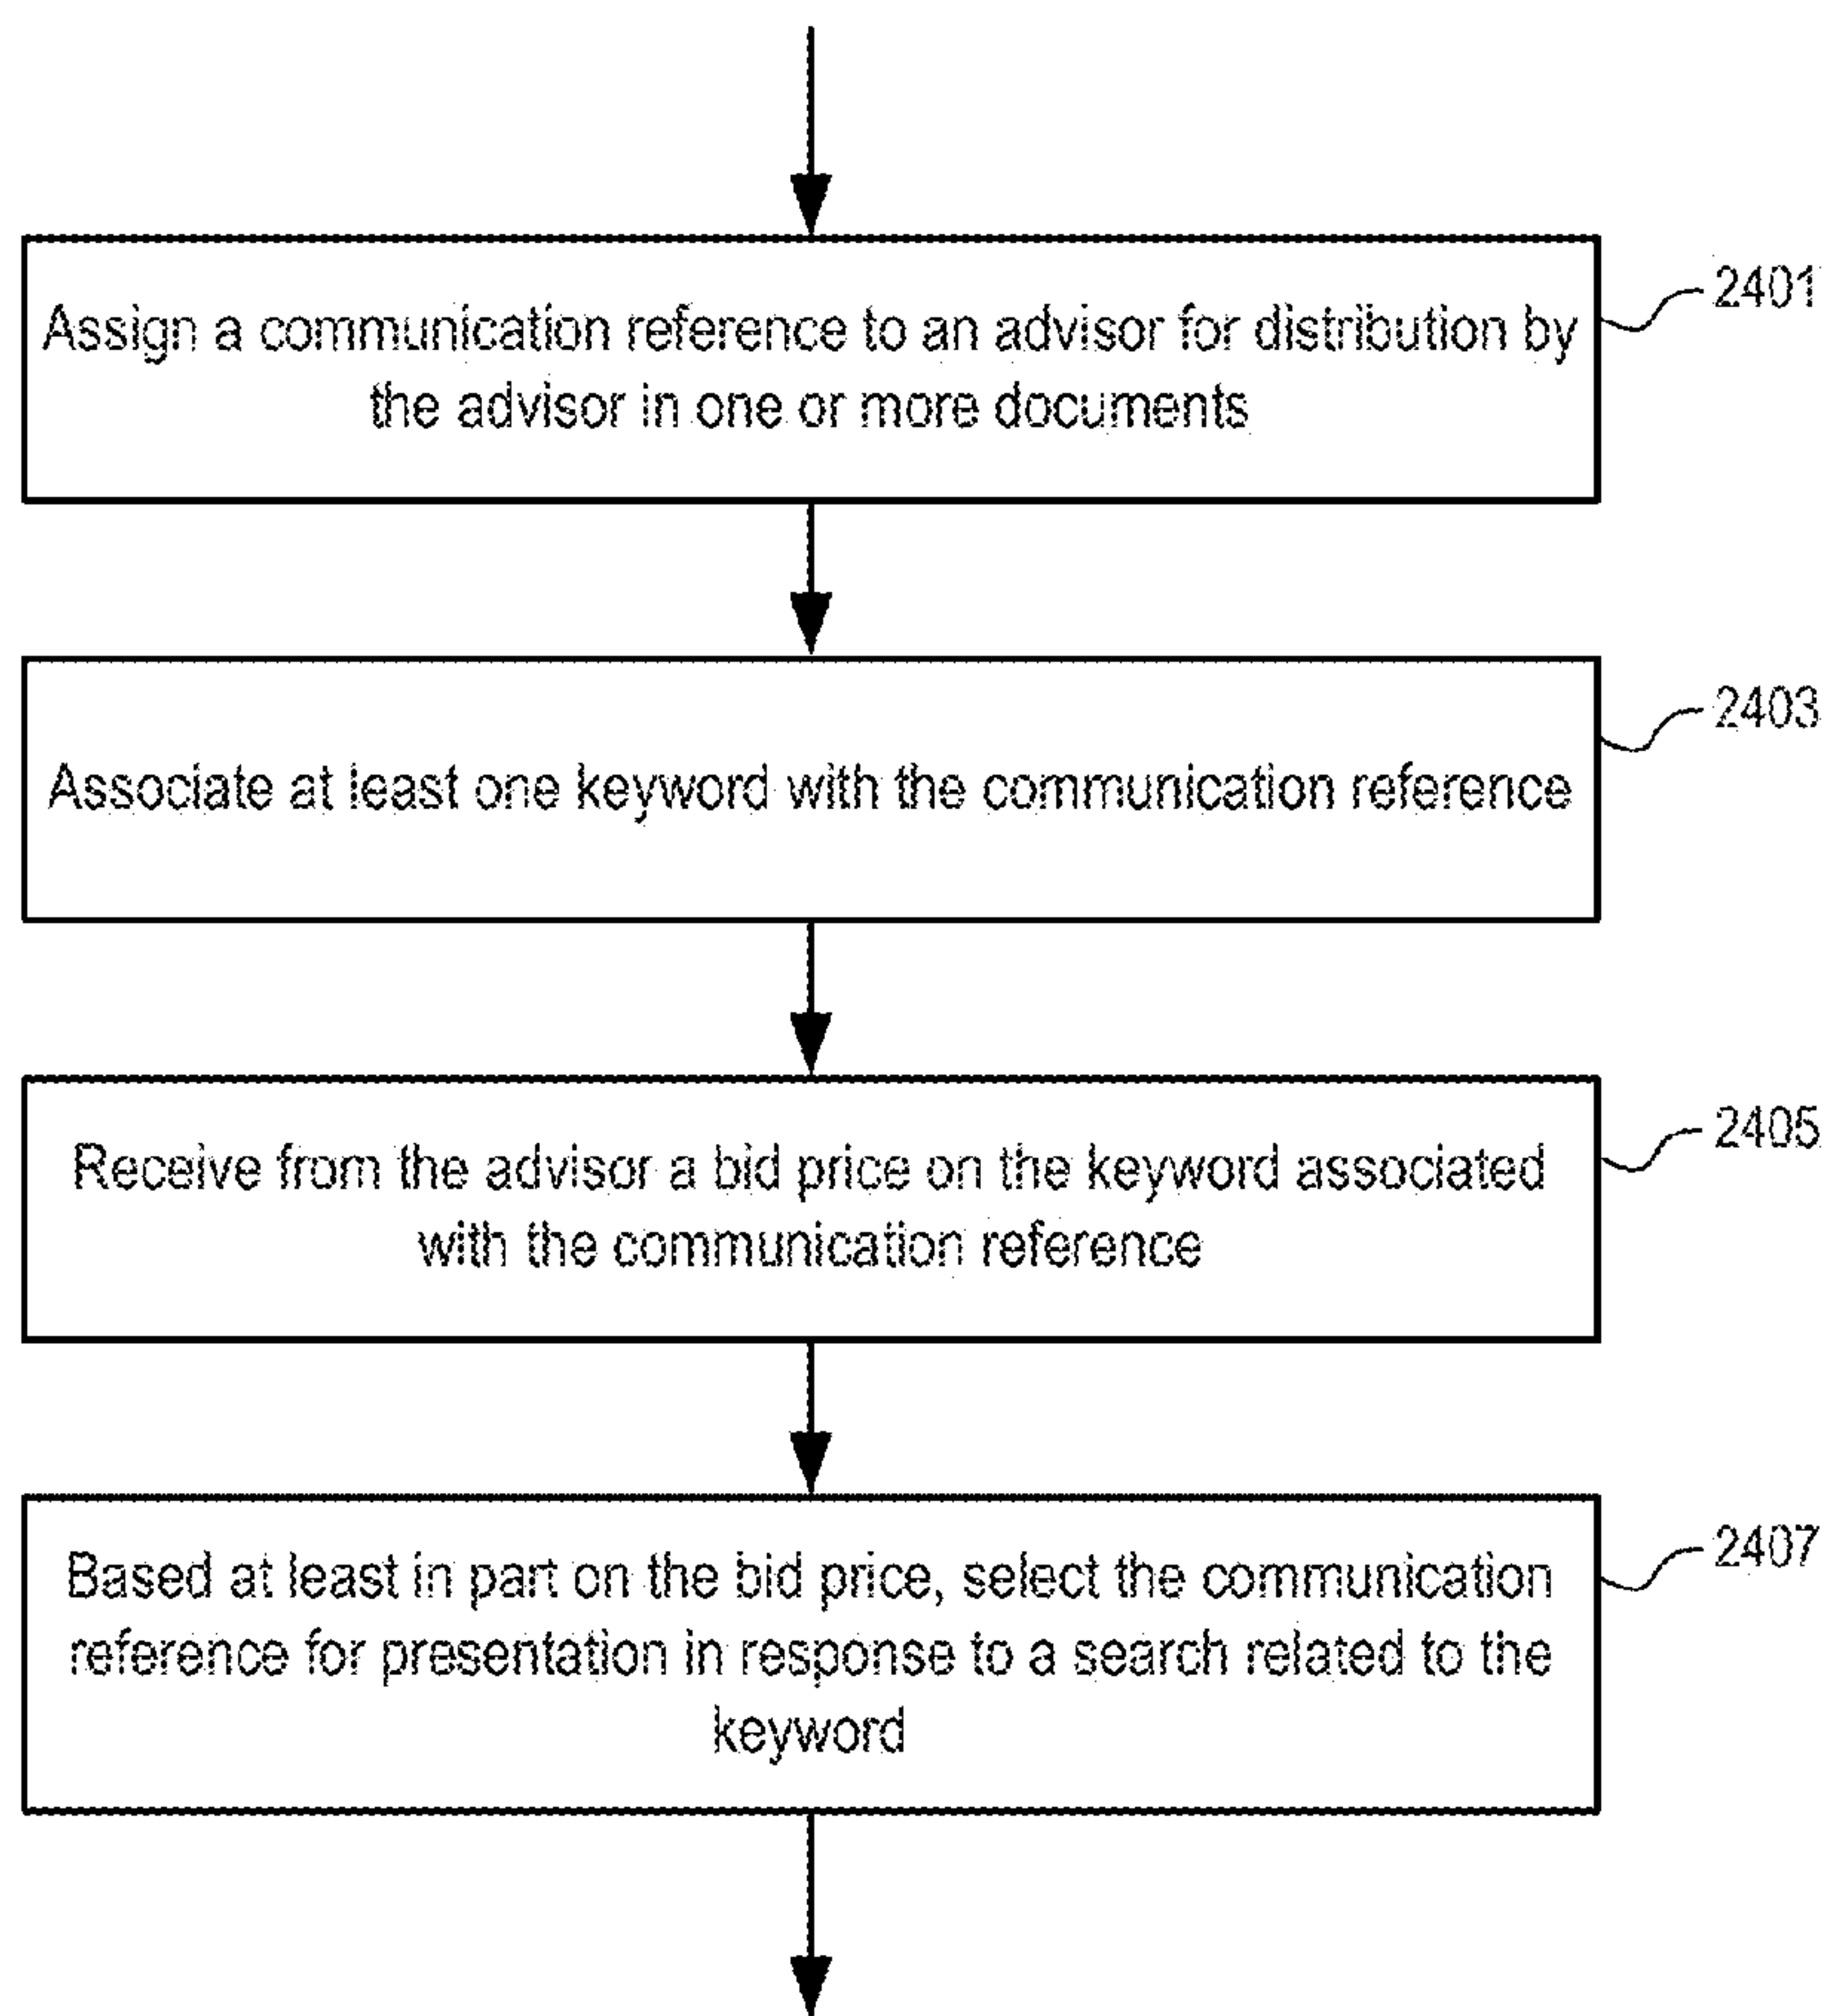 2401
Assign a communication reference to an advisor for distribution by
the advisor in one or more documents
2403
Associate at least one keyword with the communication reference
2405
Receive from the advisor a bid price on the keyword associated
with the communication reference
2407
Based at least in part on the bid price, select the communication
reference for presentation in response to a search related to the
keyword